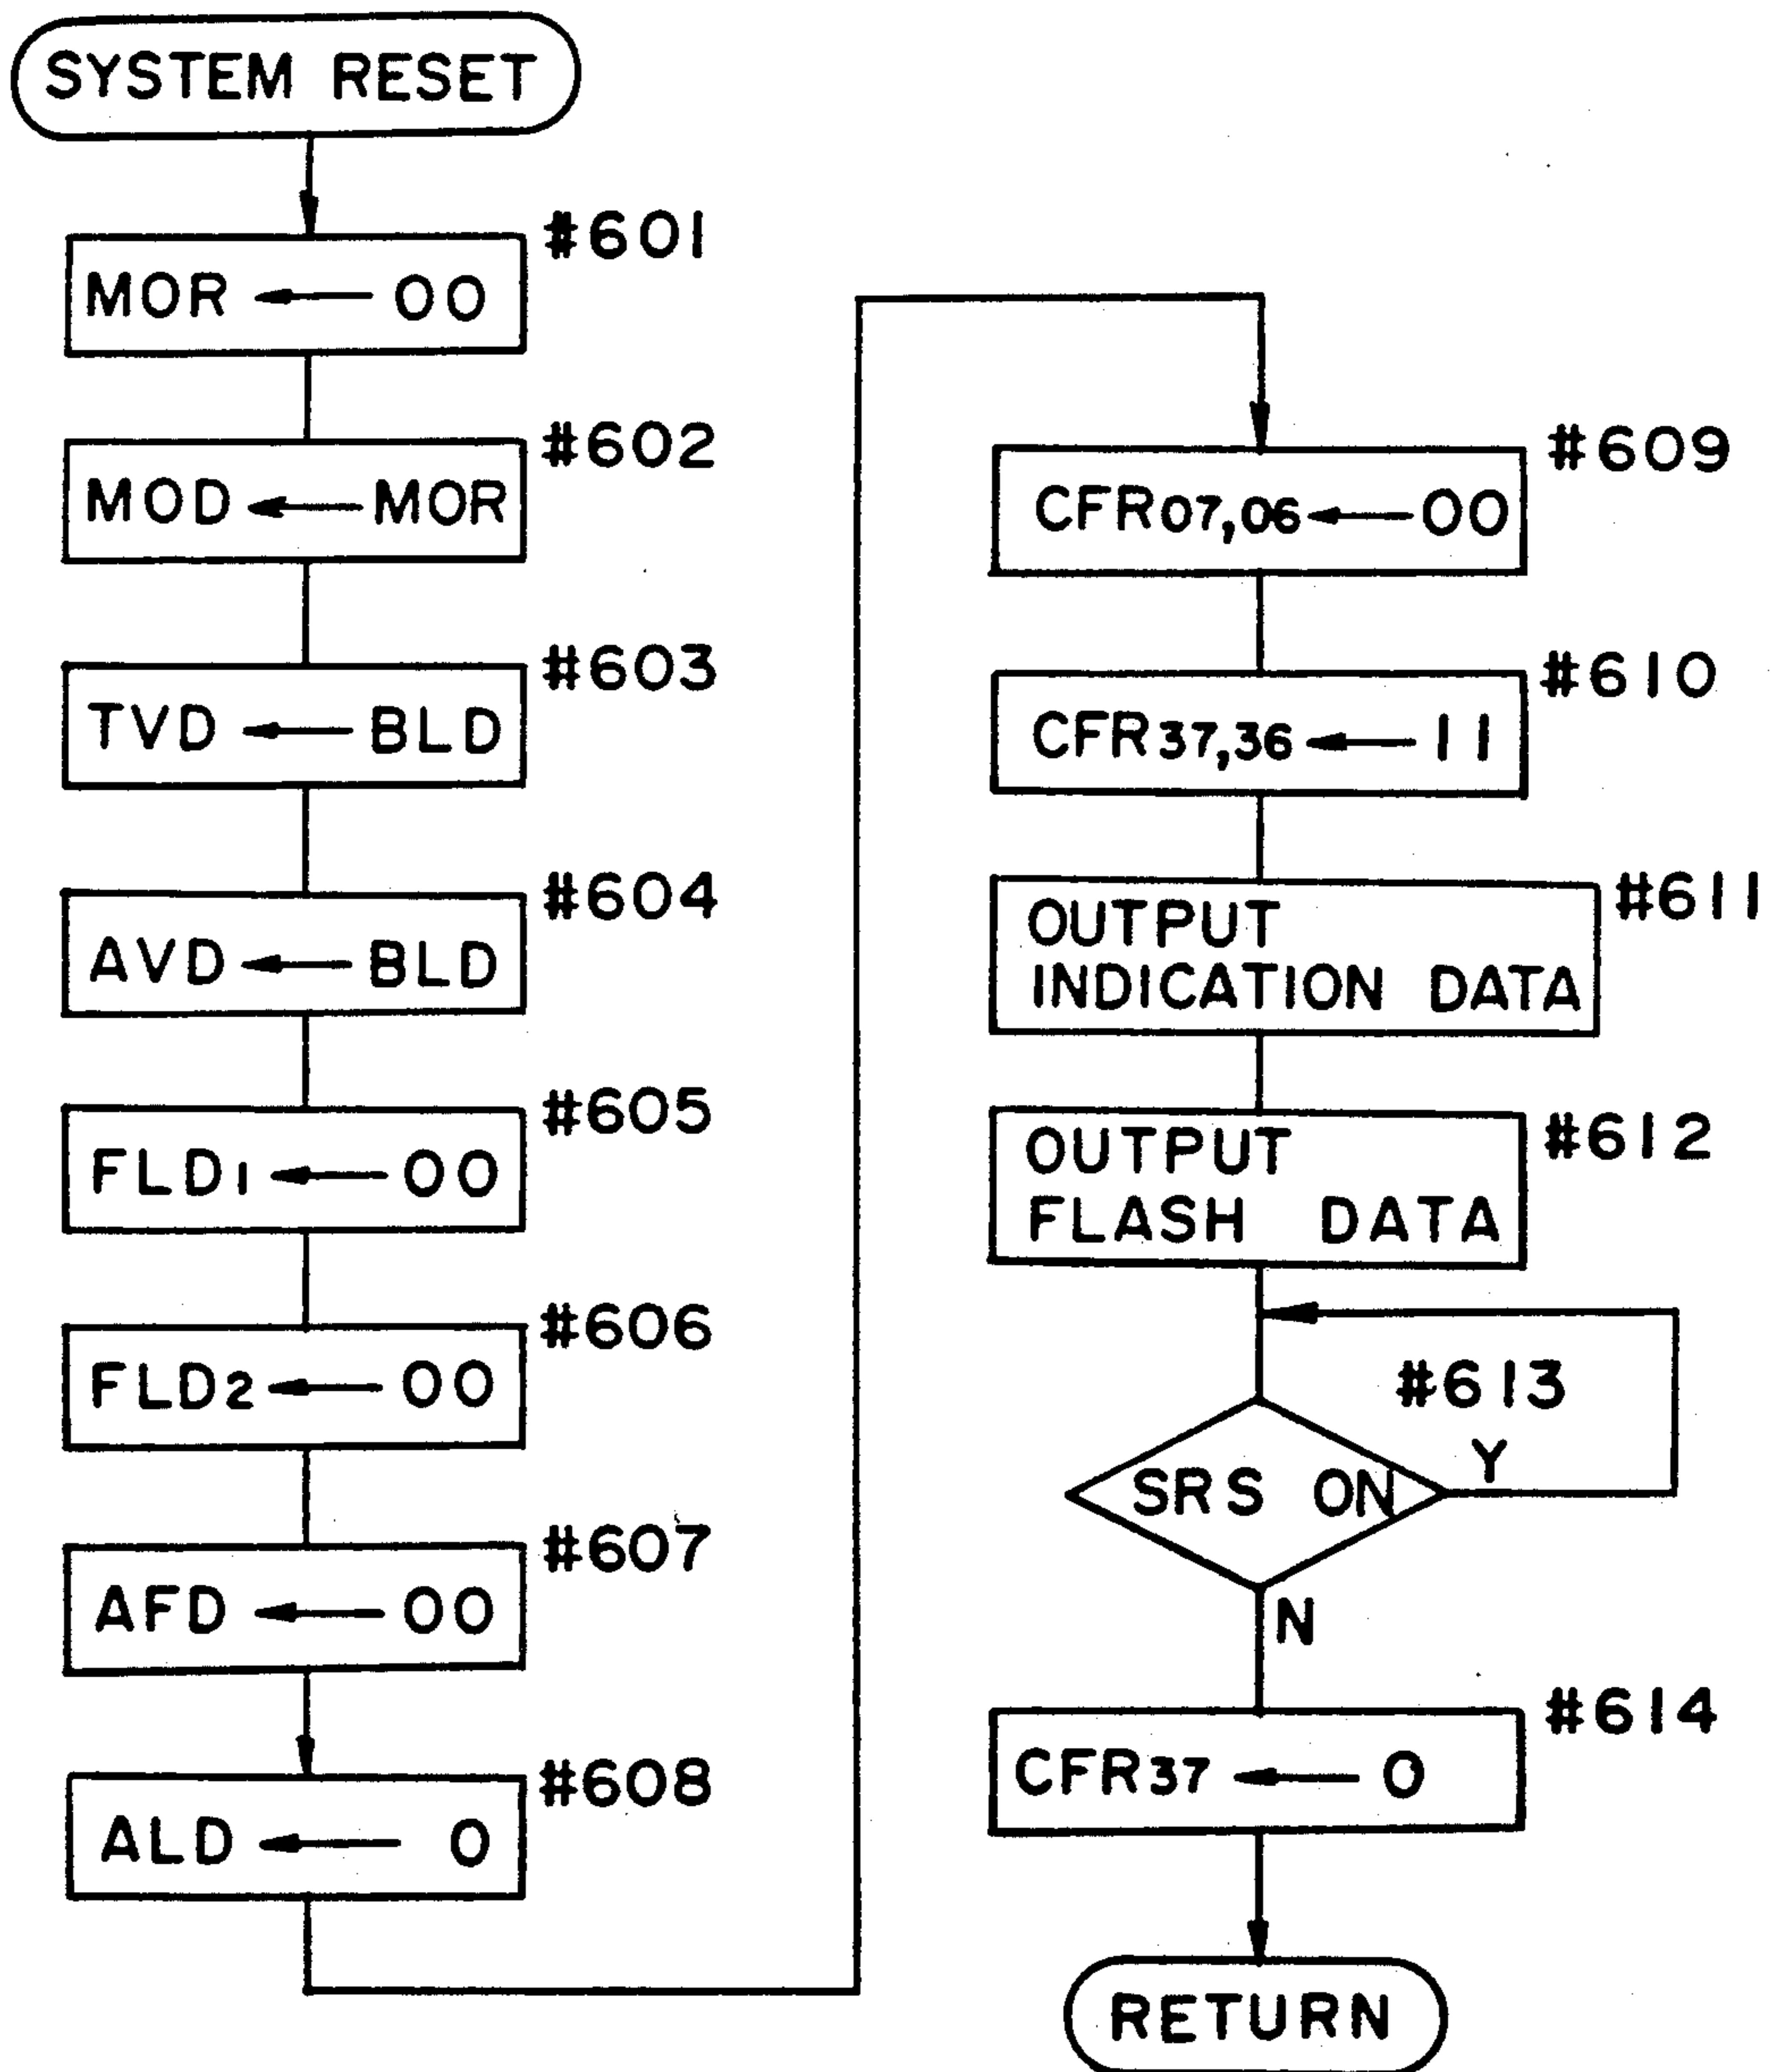 SYSTEM RESET
#601
MOR ← 00
#602
MOD ← MOR
#603
TVD ← BLD
#604
AVD ← BLD
#605
FLD1 ← 00
#606
FLD2 ← 00
#607
AFD ← 00
#608
ALD ← 0
#609
CFR07,06 ← 00
#610
CFR37,36 ← 11
#611
OUTPUT
INDICATION DATA
#612
OUTPUT
FLASH DATA
#613
SRS ON
Y
N
#614
CFR37 ← 0
RETURN